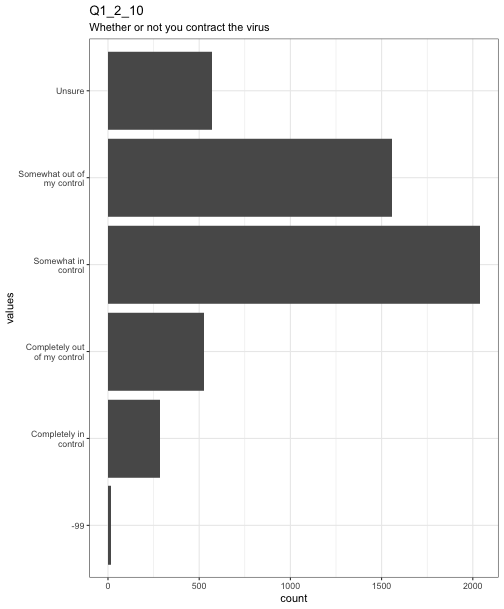 Q1_2_10
Whether or not you contract the virus
Unsure
Somewhat out of
my control
Somewhat in
control
Completely out
of my control
Completely in
control
-99
values
0 500 1000 1500 2000
count